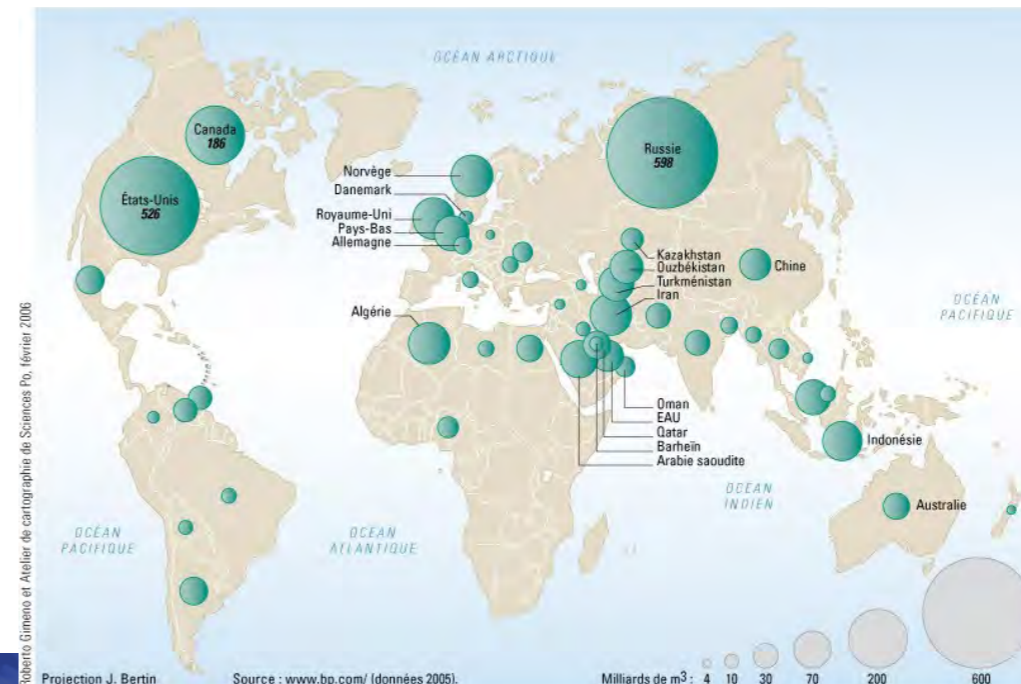 OCÉAN ARCTIQUE
Canada
186
États-Unis
526
Russie
598
Norvège
Danemark
Royaume-Uni
Pays-Bas
Allemagne
Kazakhstan
Ouzbékistan
Turkménistan
Iran
Chine
OCÉAN
PACIFIQUE
Algérie
Oman
EAU
Qatar
Barheïn
Arabie saoudite
Indonésie
OCÉAN
INDIEN
Australie
OCÉAN
PACIFIQUE
OCÉAN
ATLANTIQUE
Roberto Gimeno et Atelier de cartographie de Sciences Po, février 2006
Projection J. Bertin
Source : www.bp.com/ (données 2005).
Milliards de m3 : 4 10 30 70 200 600